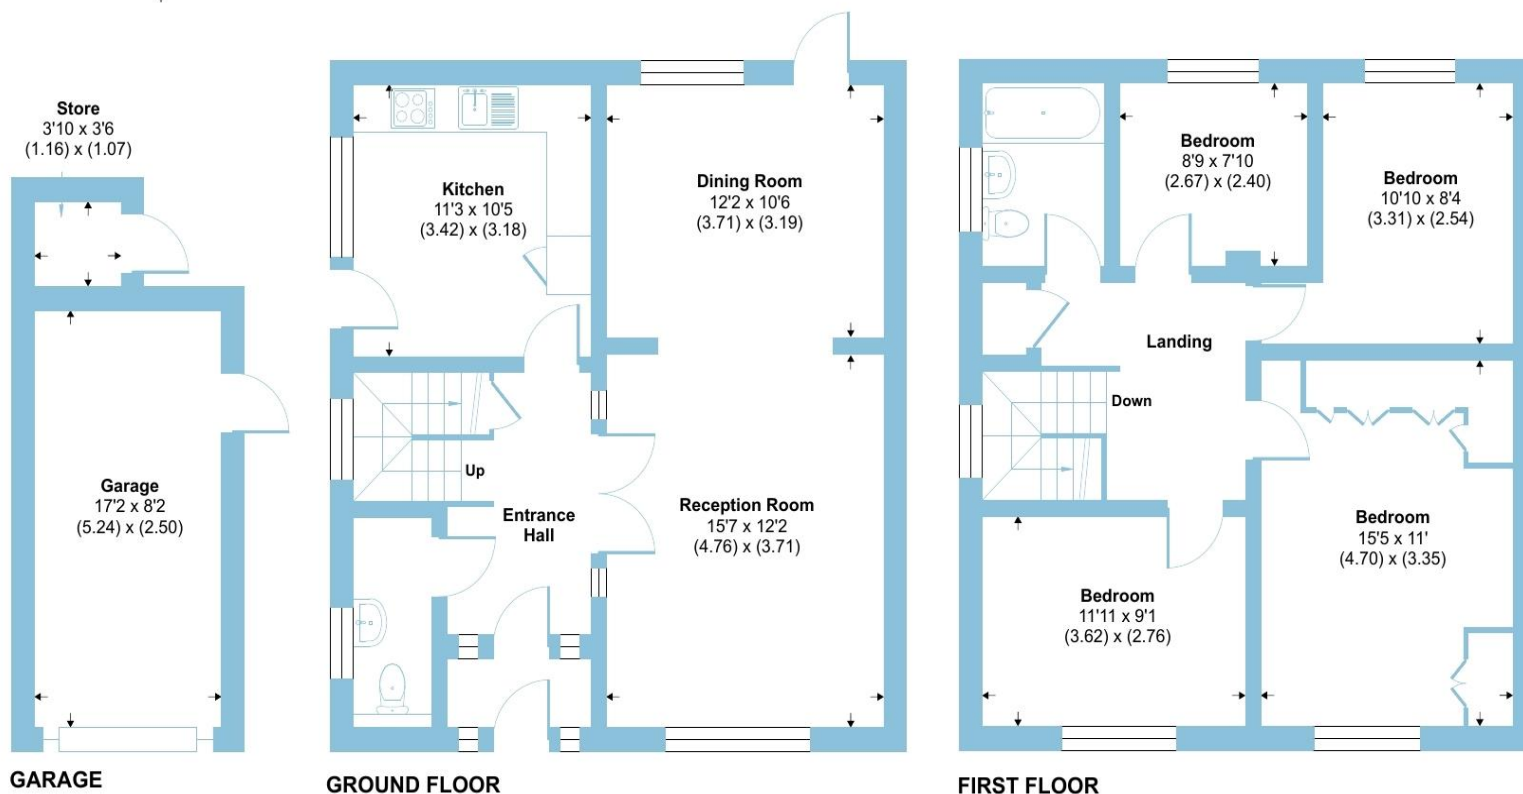 Store
3'10 x 3'6
(1.16) x (1.07)
Garage
17'2 x 8'2
(5.24) x (2.50)
GARAGE
Kitchen
11'3 x 10'5
(3.42) x (3.18)
Dining Room
12'2 x 10'6
(3.71) x (3.19)
Up
Entrance
Hall
Reception Room
15'7 x 12'2
(4.76) x (3.71)
GROUND FLOOR
Bedroom
8'9 x 7'10
(2.67) x (2.40)
Bedroom
10'10 x 8'4
(3.31) x (2.54)
Landing
Down
Bedroom
15'5 x 11'
(4.70) x (3.35)
Bedroom
11'11 x 9'1
(3.62) x (2.76)
FIRST FLOOR